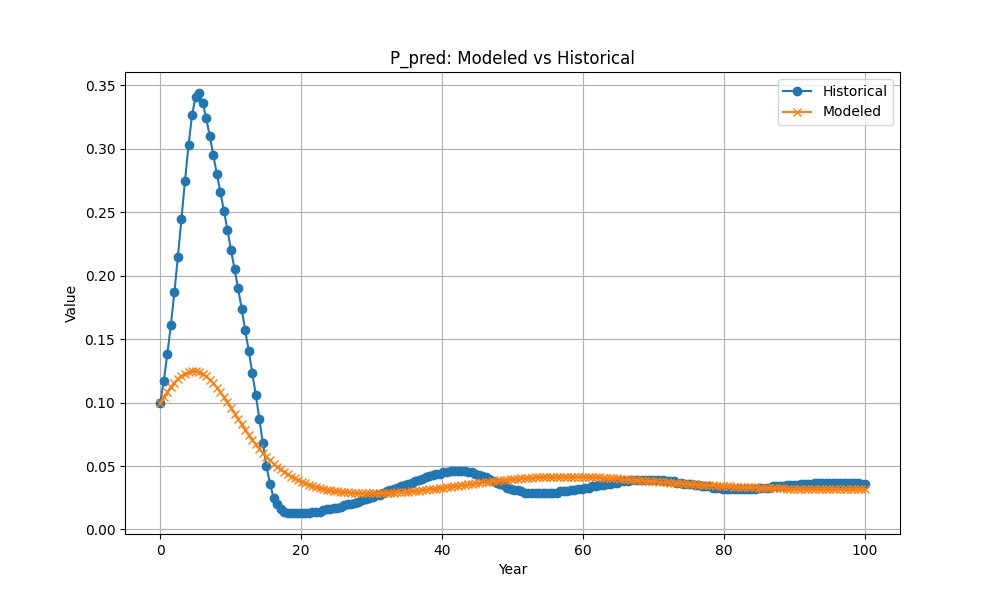 P_pred: Modeled vs Historical
Historical
Modeled
Value
0.35
0.30
0.25
0.20
0.15
0.10
0.05
0.00
0 20 40 60 80 100
Year